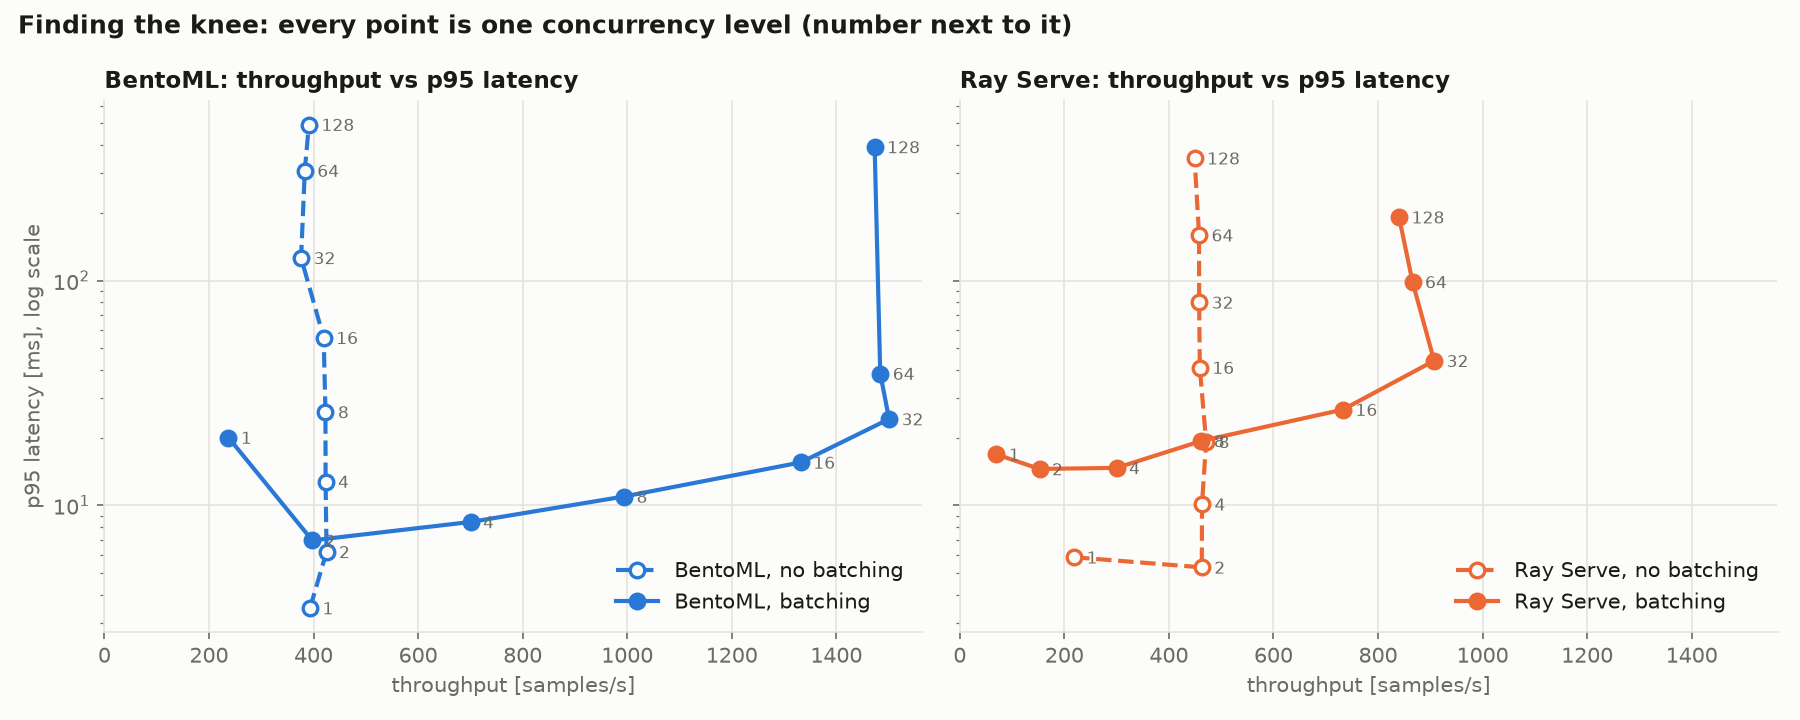 Finding the knee: every point is one concurrency level (number next to it)
BentoML: throughput vs p95 latency
p95 latency [ms], log scale
10²
10¹
128
64
32
16
8
4
2
1
1
2
4
8
16
32
64
128
BentoML, no batching
BentoML, batching
0 200 400 600 800 1000 1200 1400
throughput [samples/s]
Ray Serve: throughput vs p95 latency
128
64
32
16
8
4
2
1
1
2
4
8
16
32
64
128
Ray Serve, no batching
Ray Serve, batching
0 200 400 600 800 1000 1200 1400
throughput [samples/s]